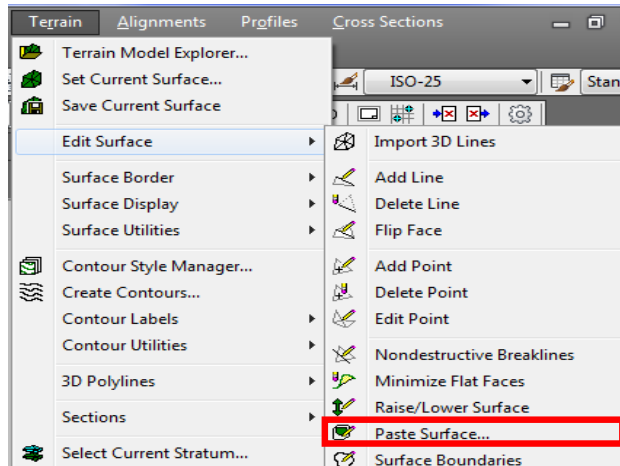 Terrain Alignments Profiles Cross Sections
Terrain Model Explorer...
Set Current Surface...
Save Current Surface
Edit Surface
Surface Border
Surface Display
Surface Utilities
Contour Style Manager...
Create Contours...
Contour Labels
Contour Utilities
3D Polylines
Sections
Select Current Stratum...
ISO-25
Stan
Import 3D Lines
Add Line
Delete Line
Flip Face
Add Point
Delete Point
Edit Point
Nondestructive Breaklines
Minimize Flat Faces
Raise/Lower Surface
Paste Surface...
Surface Boundaries